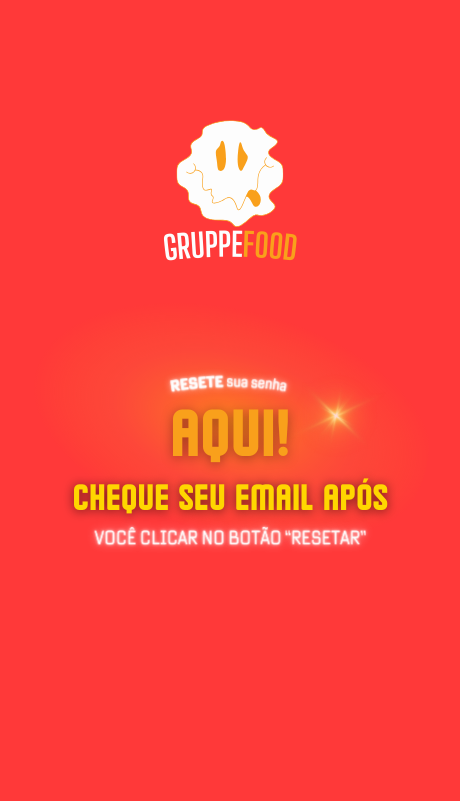 GRUPPEFOOD
RESETE sua senha
AQUI!
CHEQUE SEU EMAIL APÓS
VOCÊ CLICAR NO BOTÃO “RESETAR”